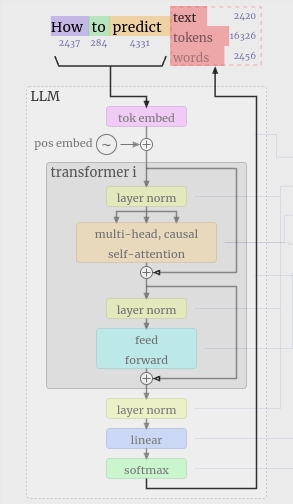 How to predict
2437 284 4331
text 2420
tokens 16326
words 2456
LLM
tok embed
pos embed ~ +
transformer i
layer norm
multi-head, causal
self-attention
+
layer norm
feed
forward
+
layer norm
linear
softmax